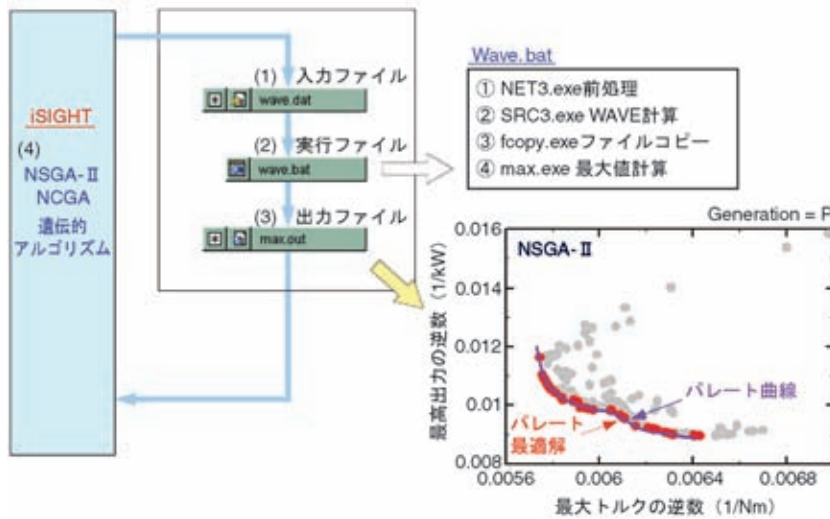 iSIGHT
(4)
NSGA-Ⅱ
NCGA
遺伝的
アルゴリズム
(1) 入力ファイル
wave.dat
(2) 実行ファイル
wave.bat
(3) 出力ファイル
max.out
Wave.bat
① NET3.exe前処理
② SRC3.exe WAVE計算
③ fcopy.exeファイルコピー
④ max.exe 最大値計算
Generation = P
NSGA-Ⅱ
最高出力の逆数（1/kW）
0.016
0.014
0.012
0.01
0.008
パレート曲線
パレート
最適解
0.0056
0.006
0.0064
0.0068
最大トルクの逆数（1/Nm）